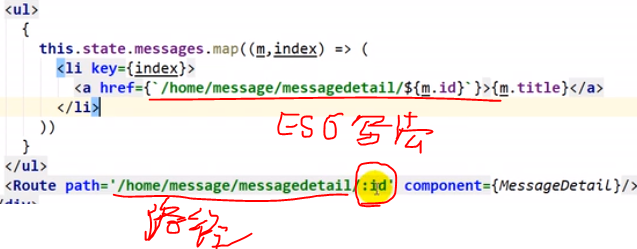 <ul>
{
this.state.messages.map((m,index) => (
<li key={index}>
<a href={`/home/message/messagedetail/${m.id}`}>{m.title}</a>
</li>
))
}
</ul>
ES6写法
<Route path='/home/message/messagedetail/:id' component={MessageDetail}/>
路径